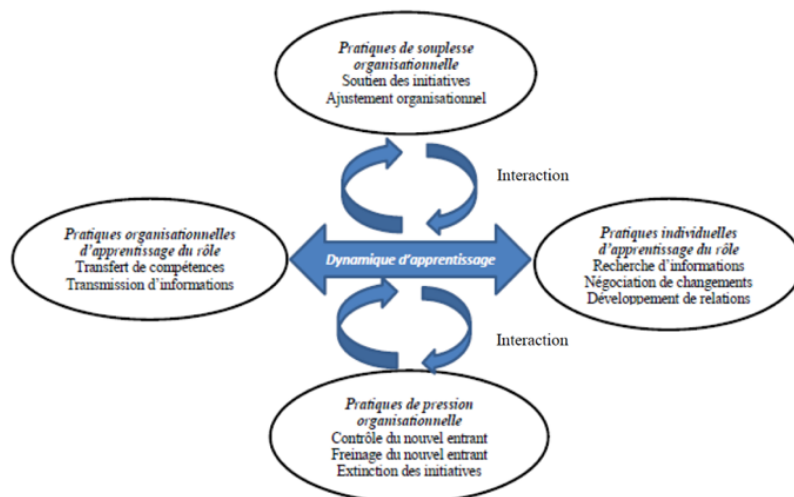 Pratiques de souplesse
organisationnelle
Soutien des initiatives
Ajustement organisationnel
Interaction
Pratiques organisationnelles
d'apprentissage du rôle
Transfert de compétences
Transmission d'informations
Dynamique d'apprentissage
Pratiques individuelles
d'apprentissage du rôle
Recherche d'informations
Négociation de changements
Développement de relations
Interaction
Pratiques de pression
organisationnelle
Contrôle du nouvel entrant
Freinage du nouvel entrant
Extinction des initiatives